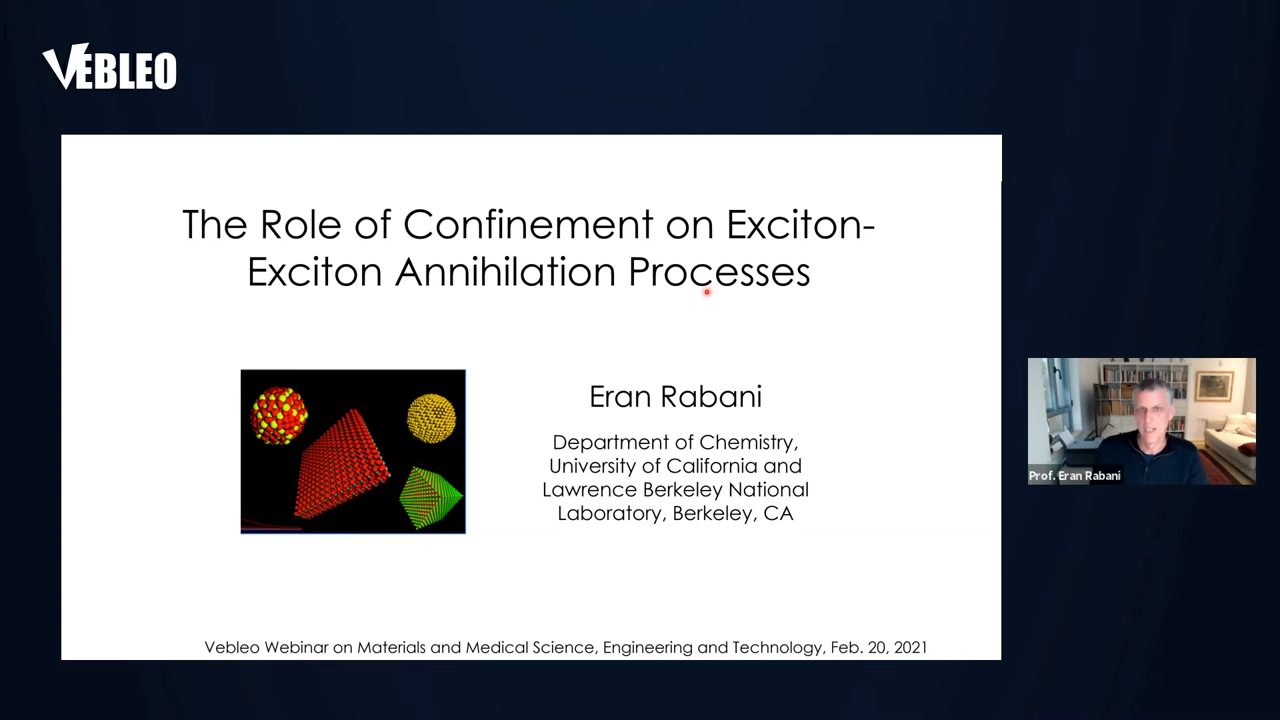 VEBLEO
The Role of Confinement on Exciton-
Exciton Annihilation Processes
Eran Rabani
Department of Chemistry,
University of California and
Lawrence Berkeley National
Laboratory, Berkeley, CA
Vebleo Webinar on Materials and Medical Science, Engineering and Technology, Feb. 20, 2021
Prof. Eran Rabani